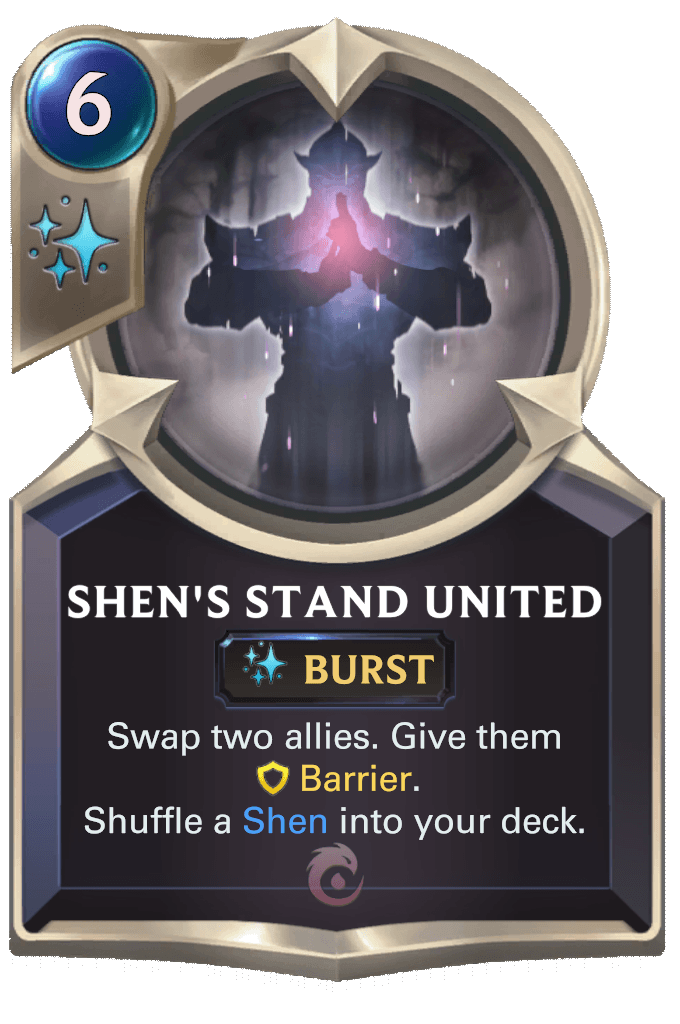 6
SHEN'S STAND UNITED
BURST
Swap two allies. Give them
Barrier.
Shuffle a Shen into your deck.